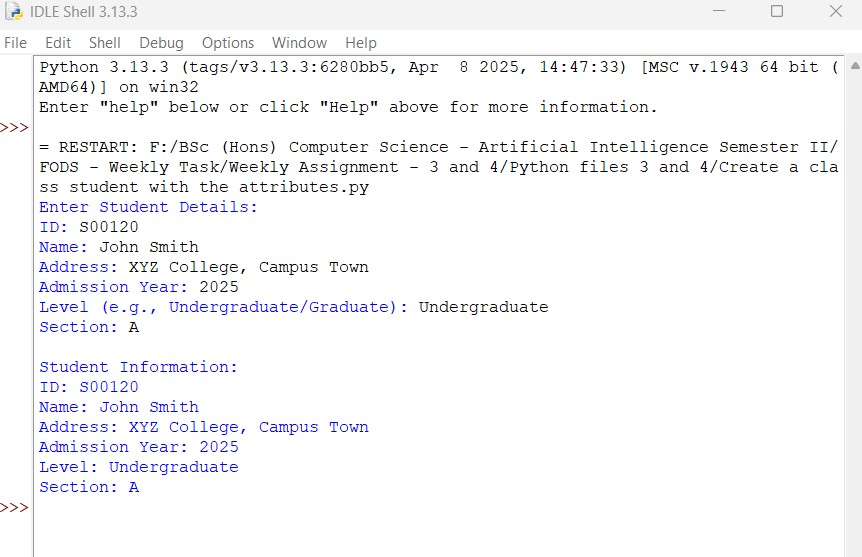 IDLE Shell 3.13.3
File Edit Shell Debug Options Window Help
Python 3.13.3 (tags/v3.13.3:6280bb5, Apr  8 2025, 14:47:33) [MSC v.1943 64 bit (
AMD64)] on win32
Enter "help" below or click "Help" above for more information.
>>>
= RESTART: F:/BSc (Hons) Computer Science - Artificial Intelligence Semester II/
FODS - Weekly Task/Weekly Assignment - 3 and 4/Python files 3 and 4/Create a cla
ss student with the attributes.py
Enter Student Details:
ID: S00120
Name: John Smith
Address: XYZ College, Campus Town
Admission Year: 2025
Level (e.g., Undergraduate/Graduate): Undergraduate
Section: A
Student Information:
ID: S00120
Name: John Smith
Address: XYZ College, Campus Town
Admission Year: 2025
Level: Undergraduate
Section: A
>>>